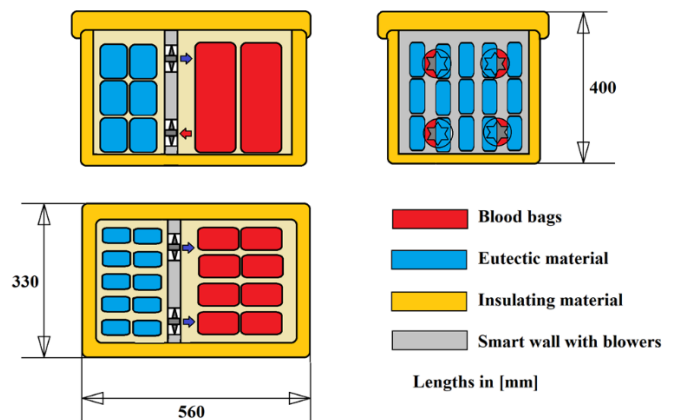 400
330
560
Blood bags
Eutectic material
Insulating material
Smart wall with blowers
Lengths in [mm]